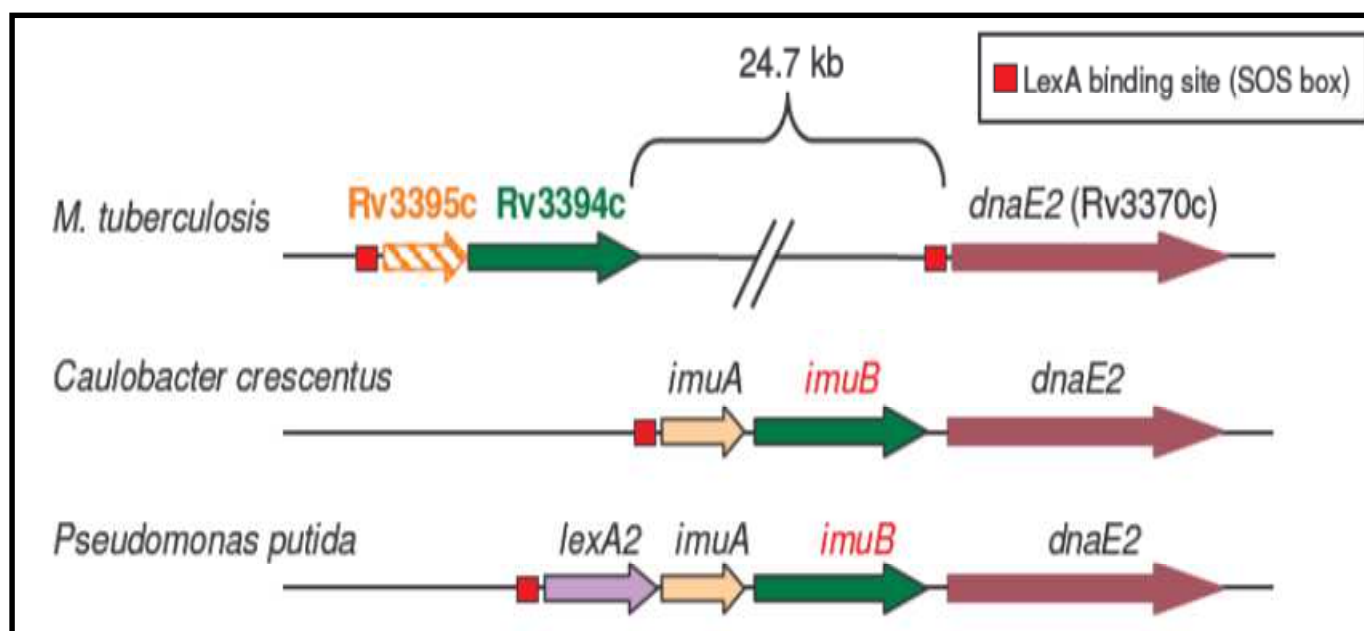 24.7 kb
LexA binding site (SOS box)
M. tuberculosis
Rv3395c Rv3394c dnaE2 (Rv3370c)
Caulobacter crescentus
imuA imuB dnaE2
Pseudomonas putida
lexA2 imuA imuB dnaE2